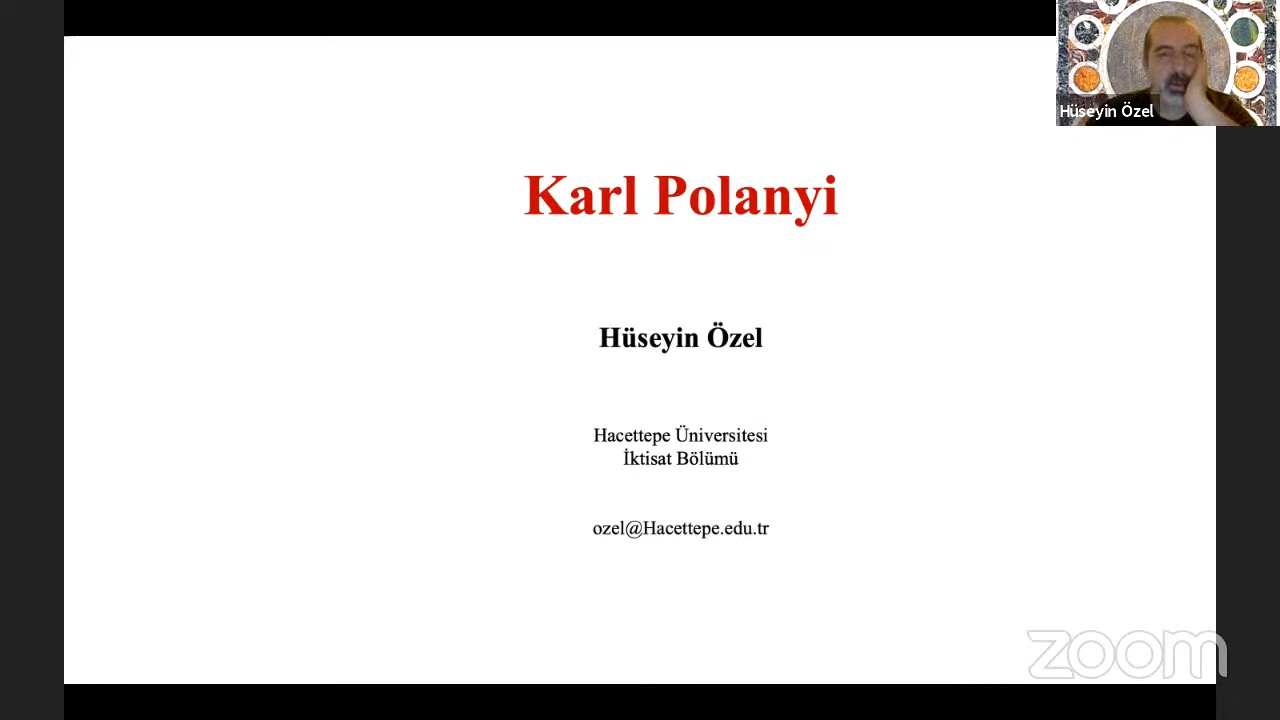 Karl Polanyi
Hüseyin Özel
Hacettepe Üniversitesi
İktisat Bölümü
ozel@Hacettepe.edu.tr
Hüseyin Özel
zoom